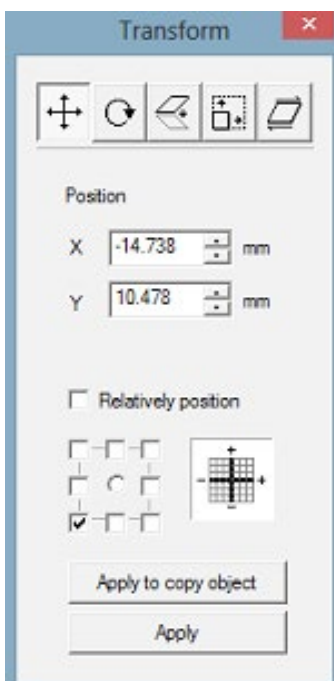 Transform
Position
X -14.738 mm
Y 10.478 mm
Relatively position
Apply to copy object
Apply